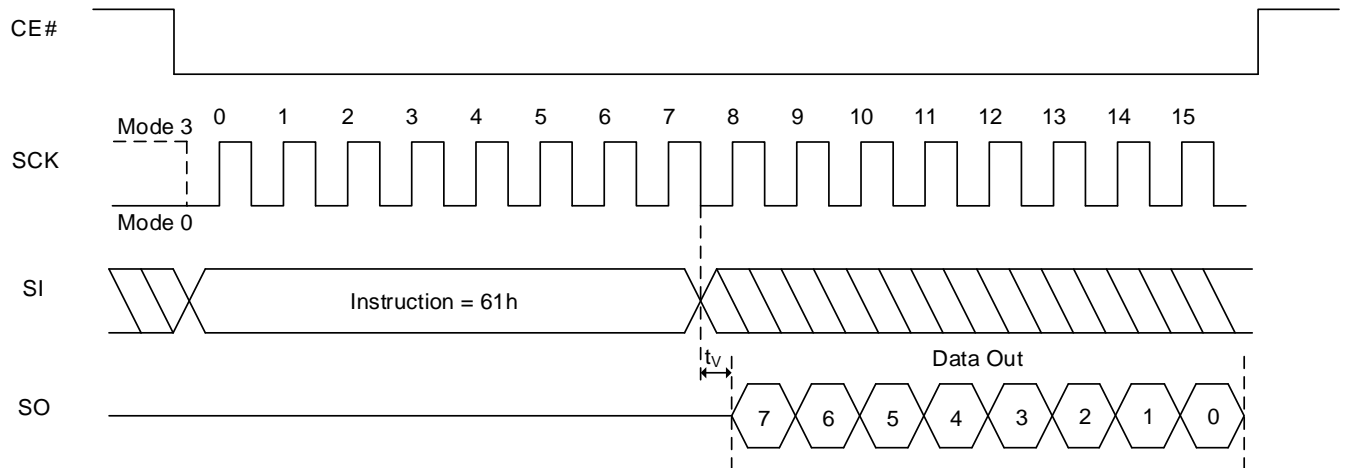 CE#
0 1 2 3 4 5 6 7 8 9 10 11 12 13 14 15
Mode 3
SCK
Mode 0
SI
Instruction = 61h
tV
Data Out
SO
7 6 5 4 3 2 1 0